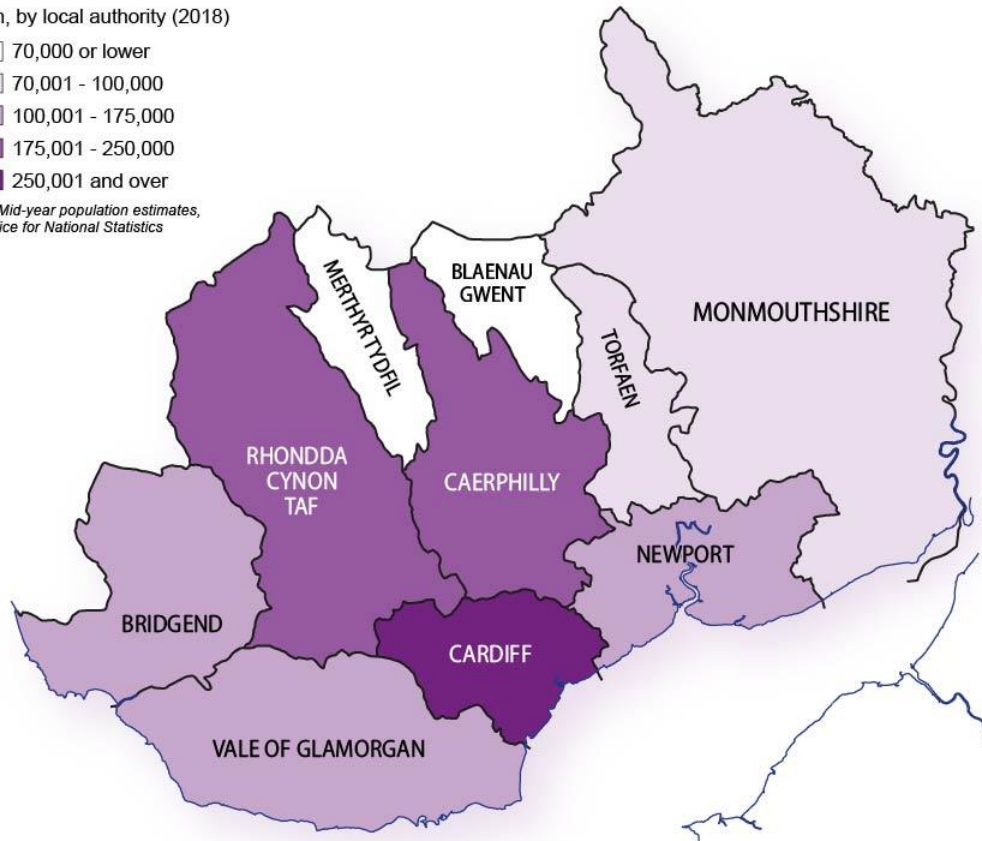 n, by local authority (2018)
70,000 or lower
70,001 - 100,000
100,001 - 175,000
175,001 - 250,000
250,001 and over
Mid-year population estimates,
ice for National Statistics
MERTHYR TYDFIL
BLAENAU
GWENT
MONMOUTHSHIRE
TORFAEN
RHONDDA
CYNON
TAF
CAERPHILLY
NEWPORT
BRIDGEND
CARDIFF
VALE OF GLAMORGAN